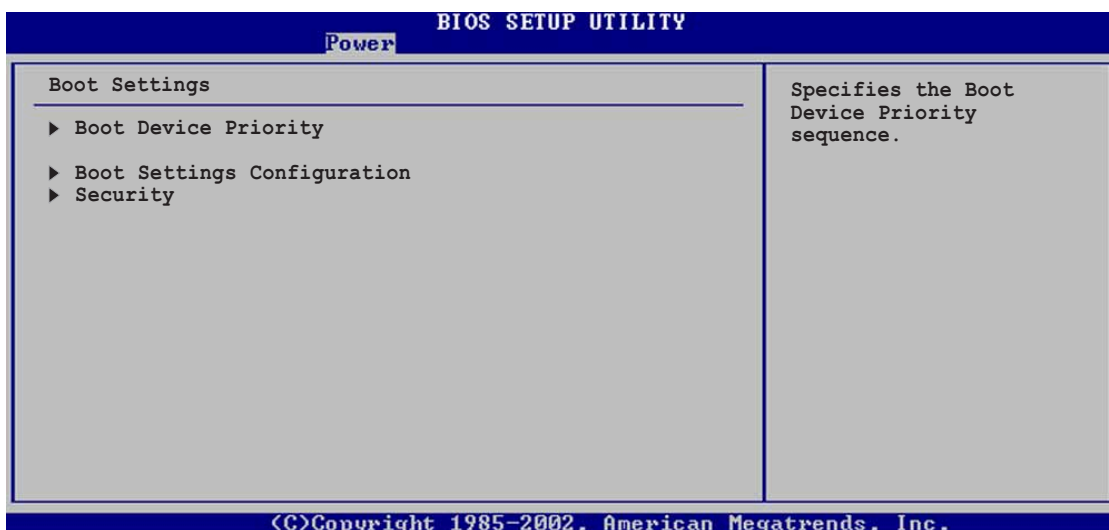 BIOS SETUP UTILITY
Power
Boot Settings
Boot Device Priority
Boot Settings Configuration
Security
Specifies the Boot
Device Priority
sequence.
(C)Copyright 1985-2002, American Megatrends, Inc.